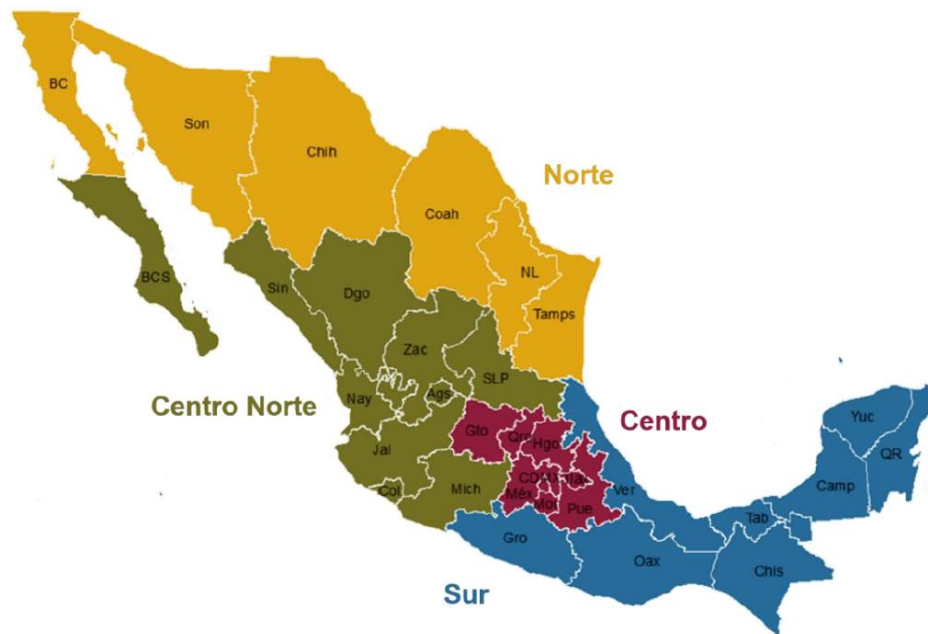 BC
Son
Chih
Norte
Coah
BCS
Sin
Dgo
NL
Tamps
Zac
SLP
Centro Norte
Nay
Ags
Centro
Yuc
Gto
Qro
Hgo
QR
Jal
CDMX
Tlax
Col
Mich
Méx
Mor
Pue
Ver
Camp
Tab
Gro
Oax
Chis
Sur